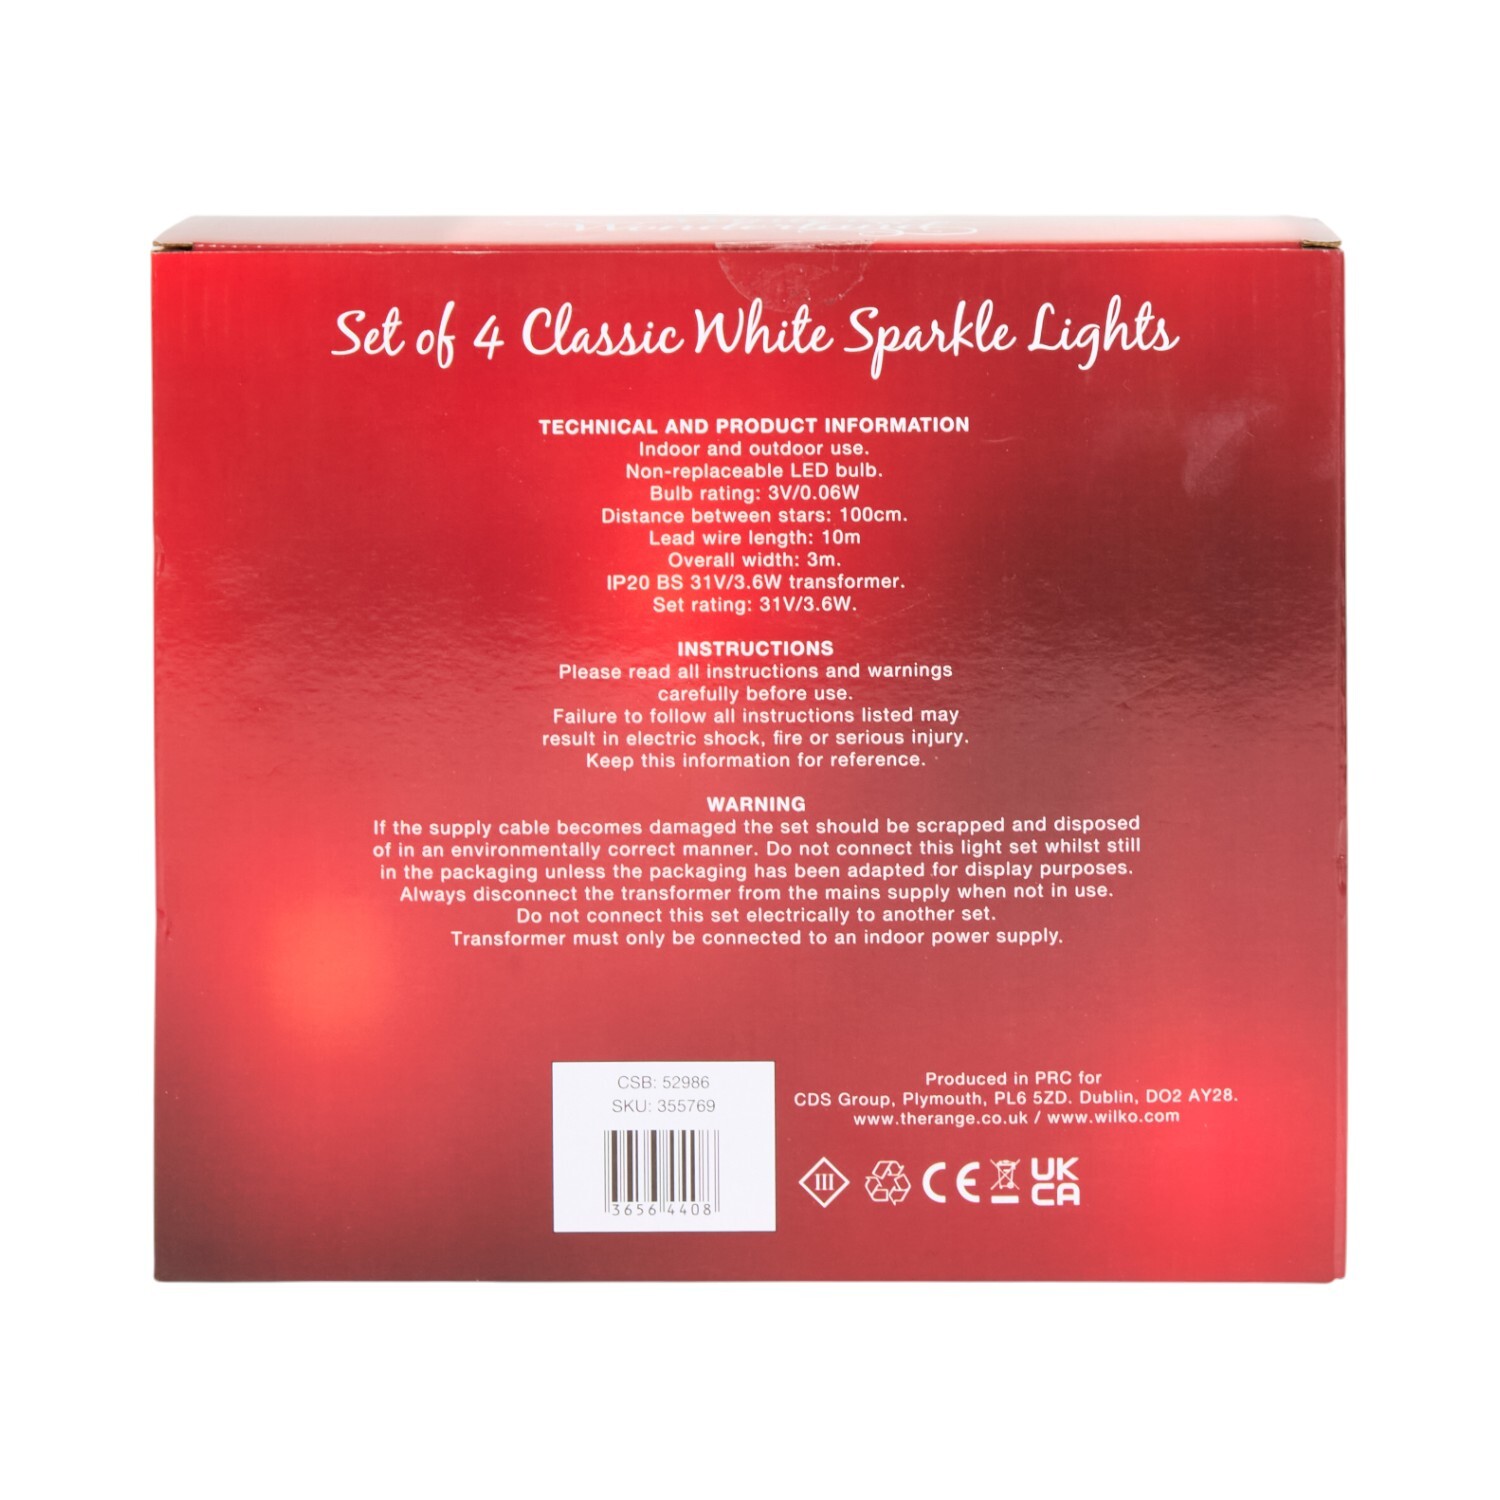 Wonderland
Set of 4 Classic White Sparkle Lights
TECHNICAL AND PRODUCT INFORMATION
Indoor and outdoor use.
Non-replaceable LED bulb.
Bulb rating: 3V/0.06W
Distance between stars: 100cm.
Lead wire length: 10m
Overall width: 3m.
IP20 BS 31V/3.6W transformer.
Set rating: 31V/3.6W.
INSTRUCTIONS
Please read all instructions and warnings
carefully before use.
Failure to follow all instructions listed may
result in electric shock, fire or serious injury.
Keep this information for reference.
WARNING
If the supply cable becomes damaged the set should be scrapped and disposed
of in an environmentally correct manner. Do not connect this light set whilst still
in the packaging unless the packaging has been adapted for display purposes.
Always disconnect the transformer from the mains supply when not in use.
Do not connect this set electrically to another set.
Transformer must only be connected to an indoor power supply.
CSB: 52986
SKU: 355769
3656 4408
Produced in PRC for
CDS Group, Plymouth, PL6 5ZD. Dublin, DO2 AY28.
www.therange.co.uk / www.wilko.com
III
CE
UK
CA